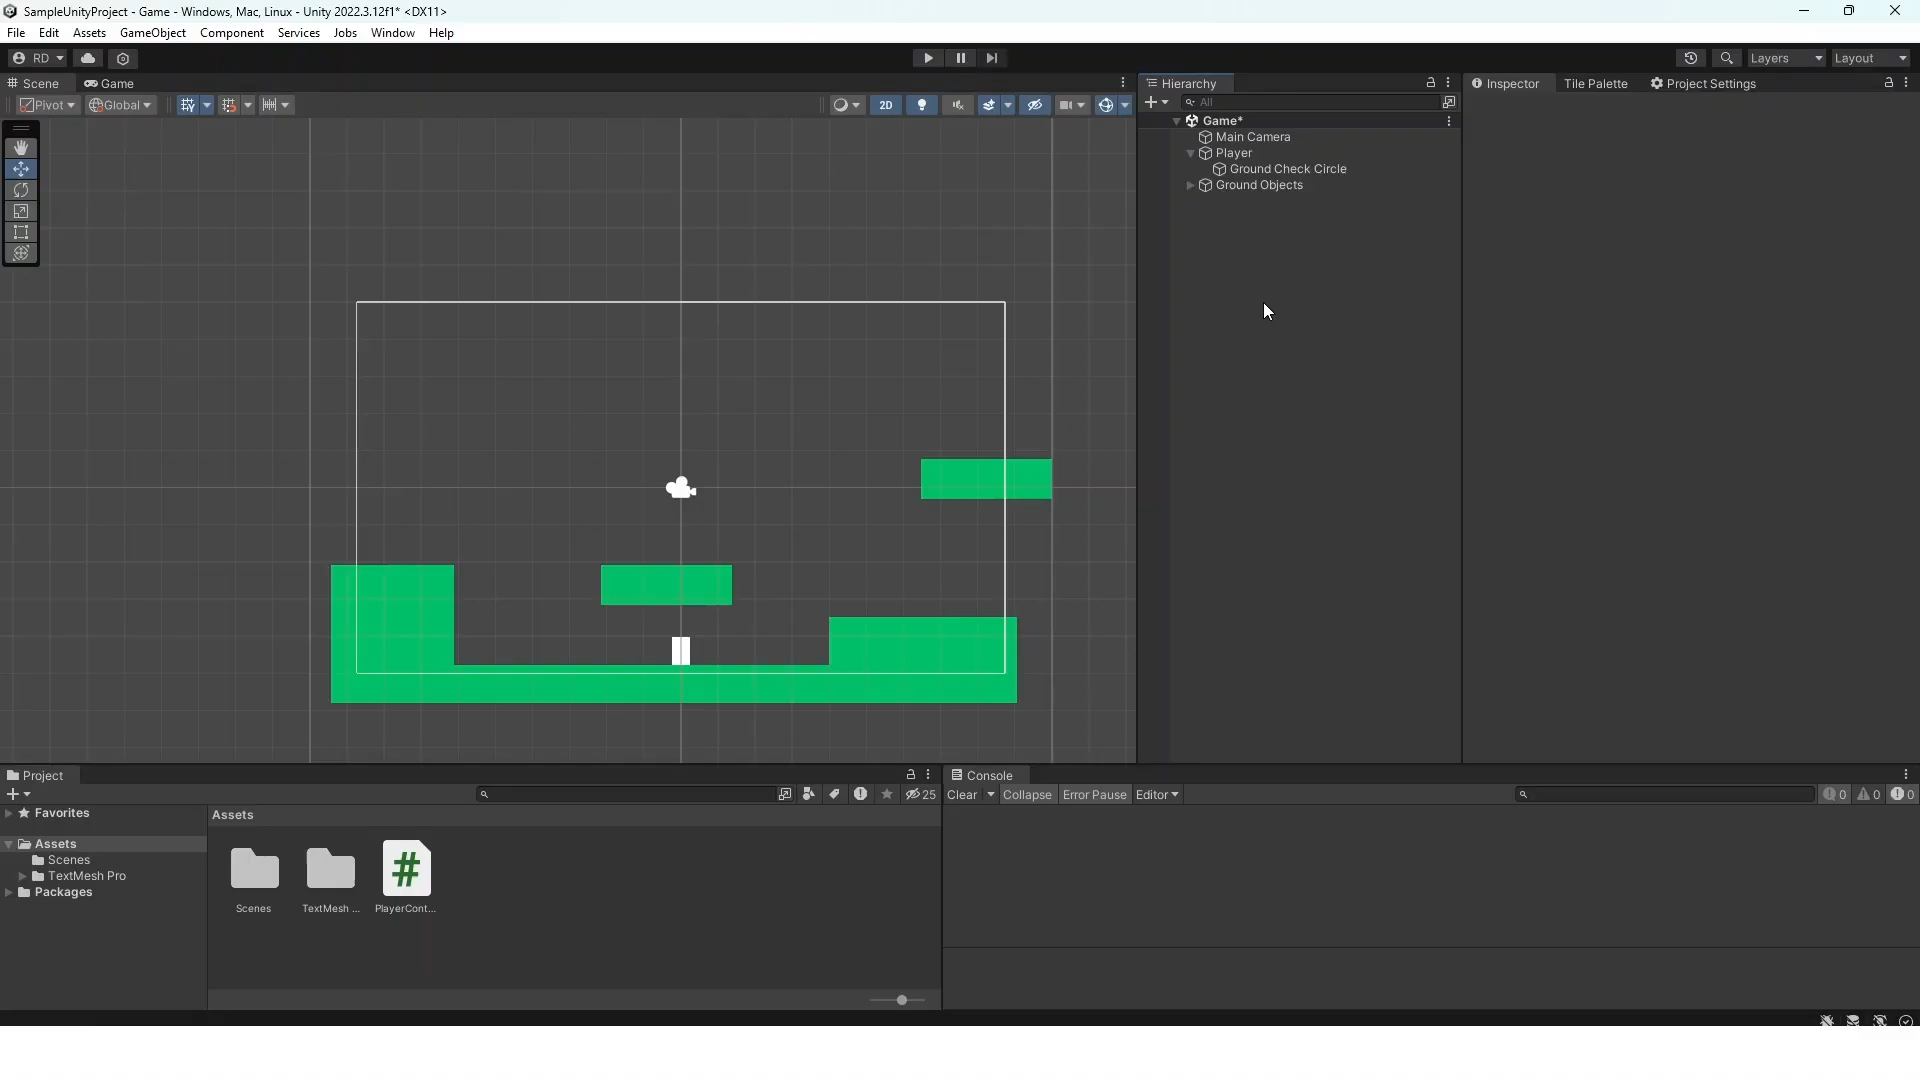 SampleUnityProject - Game - Windows, Mac, Linux - Unity 2022.3.12f1* <DX11>
File Edit Assets GameObject Component Services Jobs Window Help
RD
Layers Layout
Scene Game
Pivot Global 2D
Hierarchy
All
Game*
Main Camera
Player
Ground Check Circle
Ground Objects
Inspector Tile Palette Project Settings
Project
25
Favorites
Assets
Scenes
TextMesh Pro
Packages
Assets
Scenes TextMesh ... PlayerCont...
#
Console
Clear Collapse Error Pause Editor
0 0 0